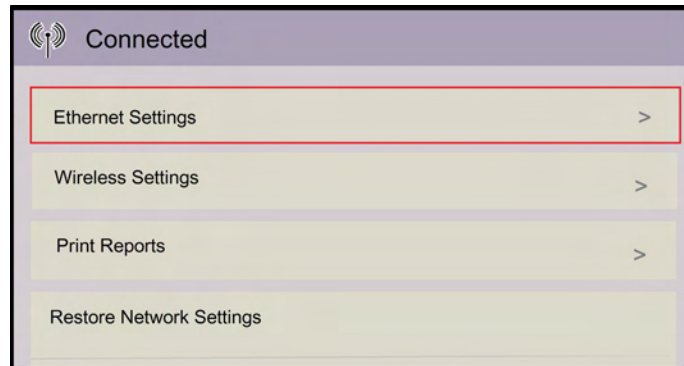 Connected
Ethernet Settings >
Wireless Settings >
Print Reports >
Restore Network Settings